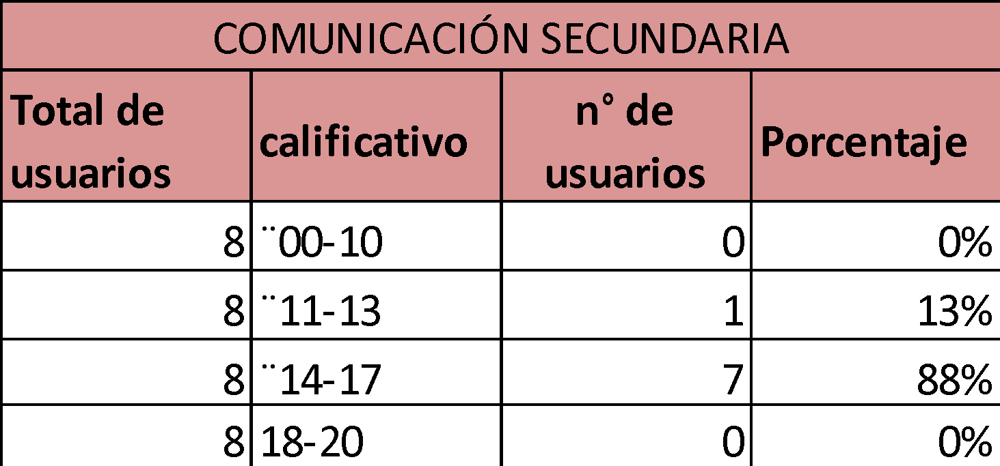 COMUNICACIÓN SECUNDARIA
Total de usuarios calificativo n° de usuarios Porcentaje
8 ¨00-10 0 0%
8 ¨11-13 1 13%
8 ¨14-17 7 88%
8 18-20 0 0%